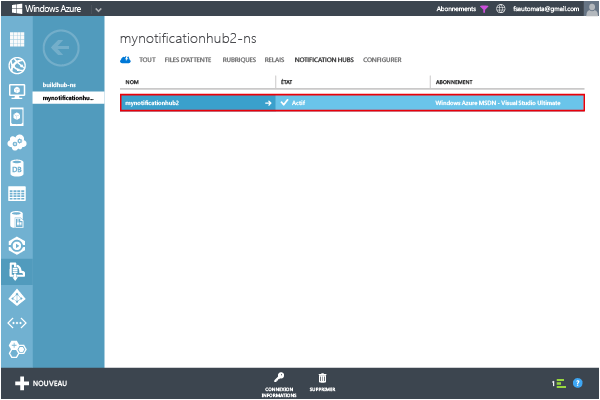 Windows Azure
Abonnements
fsautomata@gmail.com
mynotificationhub2-ns
TOUT FILES D'ATTENTE RUBRIQUES RELAIS NOTIFICATION HUBS CONFIGURER
buildhub-ns
mynotificationhu...
NOM ÉTAT ABONNEMENT
mynotificationhub2 Actif Windows Azure MSDN - Visual Studio Ultimate
DB
NOUVEAU
CONNEXION
INFORMATIONS
SUPPRIMER
1
?